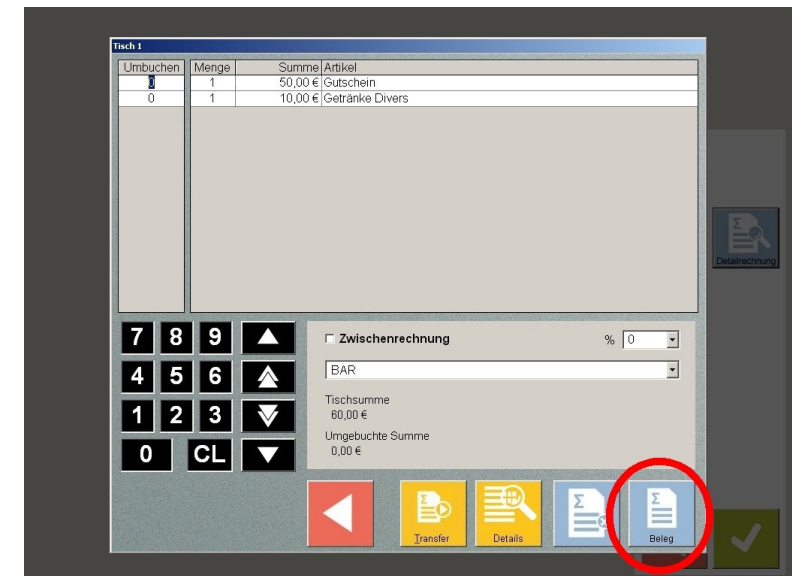 Tisch 1
Umbuchen Menge Summe Artikel
0 1 50,00 € Gutschein
0 1 10,00 € Getränke Divers
Detailrechnung
7 8 9
Zwischenrechnung % 0
4 5 6
BAR
1 2 3
Tischsumme
60,00 €
Umgebuchte Summe
0,00 €
0 CL
Transfer Details Beleg